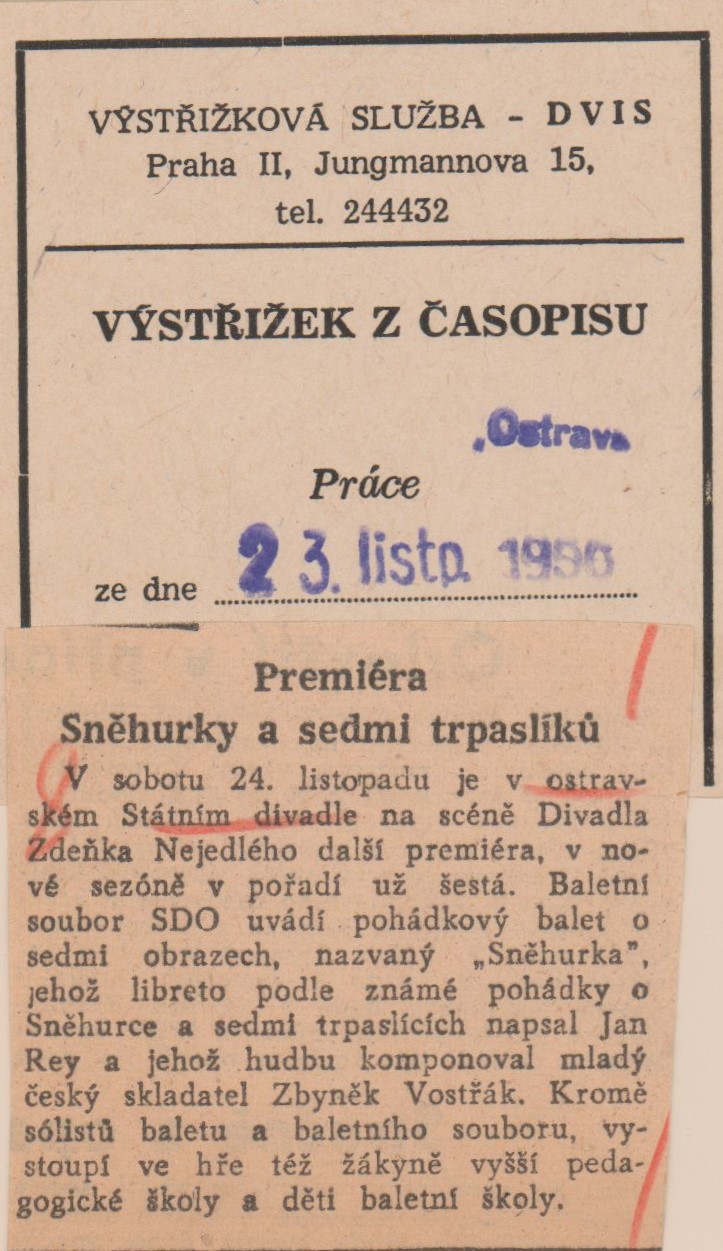 VÝSTŘIŽKOVÁ SLUŽBA - DVIS
Praha II, Jungmannova 15,
tel. 244432
VÝSTŘIŽEK Z ČASOPISU
Ostrava
Práce
ze dne 23. listp. 1956
Premiéra
Sněhurky a sedmi trpaslíků
V sobotu 24. listopadu je v ostrav-
ském Státním divadle na scéně Divadla
Zdeňka Nejedlého další premiéra, v no-
vé sezóně v pořadí už šestá. Baletní
soubor SDO uvádí pohádkový balet o
sedmi obrazech, nazvaný „Sněhurka",
jehož libreto podle známé pohádky o
Sněhurce a sedmi trpaslících napsal Jan
Rey a jehož hudbu komponoval mladý
český skladatel Zbyněk Vostřák. Kromě
sólistů baletu a baletního souboru, vy-
stoupí ve hře též žákyně vyšší peda-
gogické školy a děti baletní školy.